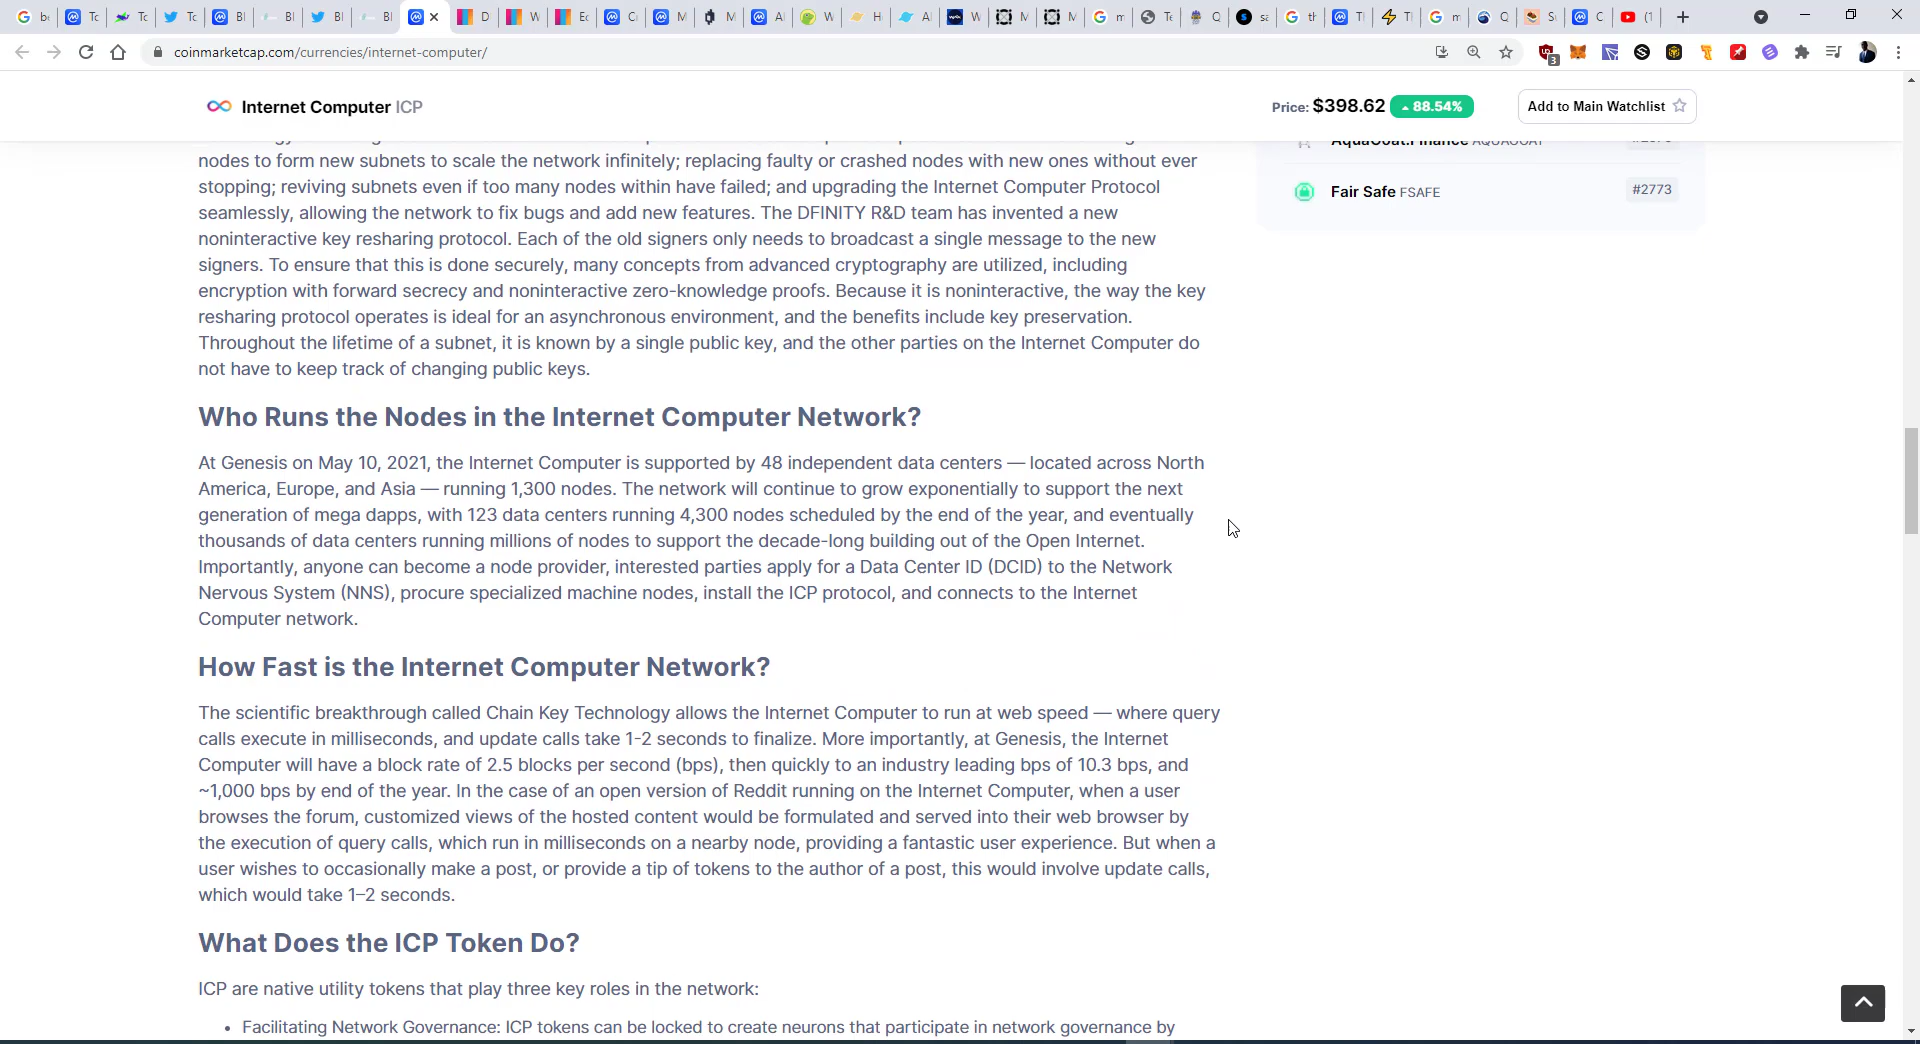 coinmarketcap.com/currencies/internet-computer/
3
Internet Computer ICP
Price: $398.62 88.54%
Add to Main Watchlist
nodes to form new subnets to scale the network infinitely; replacing faulty or crashed nodes with new ones without ever
stopping; reviving subnets even if too many nodes within have failed; and upgrading the Internet Computer Protocol
seamlessly, allowing the network to fix bugs and add new features. The DFINITY R&D team has invented a new
noninteractive key resharing protocol. Each of the old signers only needs to broadcast a single message to the new
signers. To ensure that this is done securely, many concepts from advanced cryptography are utilized, including
encryption with forward secrecy and noninteractive zero-knowledge proofs. Because it is noninteractive, the way the key
resharing protocol operates is ideal for an asynchronous environment, and the benefits include key preservation.
Throughout the lifetime of a subnet, it is known by a single public key, and the other parties on the Internet Computer do
not have to keep track of changing public keys.
Who Runs the Nodes in the Internet Computer Network?
At Genesis on May 10, 2021, the Internet Computer is supported by 48 independent data centers — located across North
America, Europe, and Asia — running 1,300 nodes. The network will continue to grow exponentially to support the next
generation of mega dapps, with 123 data centers running 4,300 nodes scheduled by the end of the year, and eventually
thousands of data centers running millions of nodes to support the decade-long building out of the Open Internet.
Importantly, anyone can become a node provider, interested parties apply for a Data Center ID (DCID) to the Network
Nervous System (NNS), procure specialized machine nodes, install the ICP protocol, and connects to the Internet
Computer network.
How Fast is the Internet Computer Network?
The scientific breakthrough called Chain Key Technology allows the Internet Computer to run at web speed — where query
calls execute in milliseconds, and update calls take 1-2 seconds to finalize. More importantly, at Genesis, the Internet
Computer will have a block rate of 2.5 blocks per second (bps), then quickly to an industry leading bps of 10.3 bps, and
~1,000 bps by end of the year. In the case of an open version of Reddit running on the Internet Computer, when a user
browses the forum, customized views of the hosted content would be formulated and served into their web browser by
the execution of query calls, which run in milliseconds on a nearby node, providing a fantastic user experience. But when a
user wishes to occasionally make a post, or provide a tip of tokens to the author of a post, this would involve update calls,
which would take 1–2 seconds.
What Does the ICP Token Do?
ICP are native utility tokens that play three key roles in the network:
• Facilitating Network Governance: ICP tokens can be locked to create neurons that participate in network governance by
AquaGoat.Finance AQUAGOAT
Fair Safe FSAFE
#2773